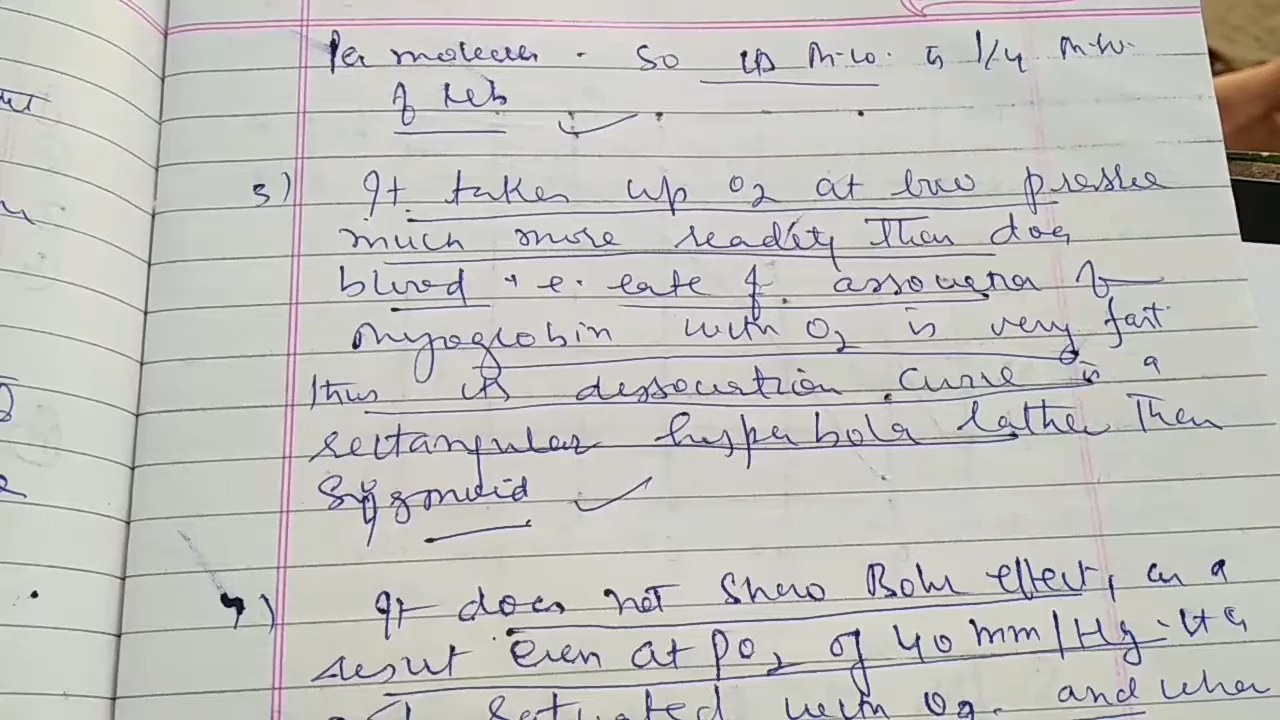 Per molecule. So its M.W. is 1/4 M.W.
of Hb
3) It takes up O2 at low pressure
much more readily than does
blood i.e. rate of association of
myoglobin with O2 is very fast
thus its dissociation curve is a
rectangular hyperbola rather than
Sygmoid
4) It does not show Bohr effect, as a
result even at PO2 of 40 mm/Hg - it is
saturated with O2. and when